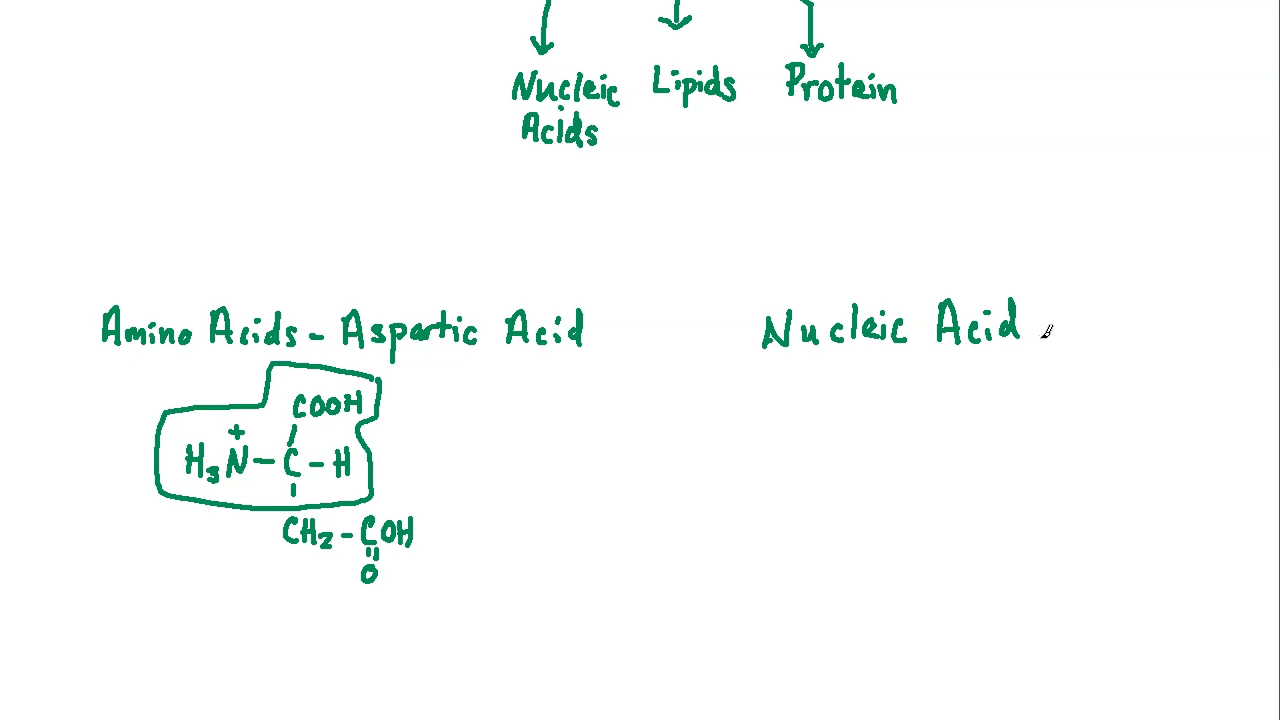 Nucleic Lipids Protein
Acids
Amino Acids - Aspartic Acid Nucleic Acid
COOH
+
H3N - C - H
CH2 - COH
O